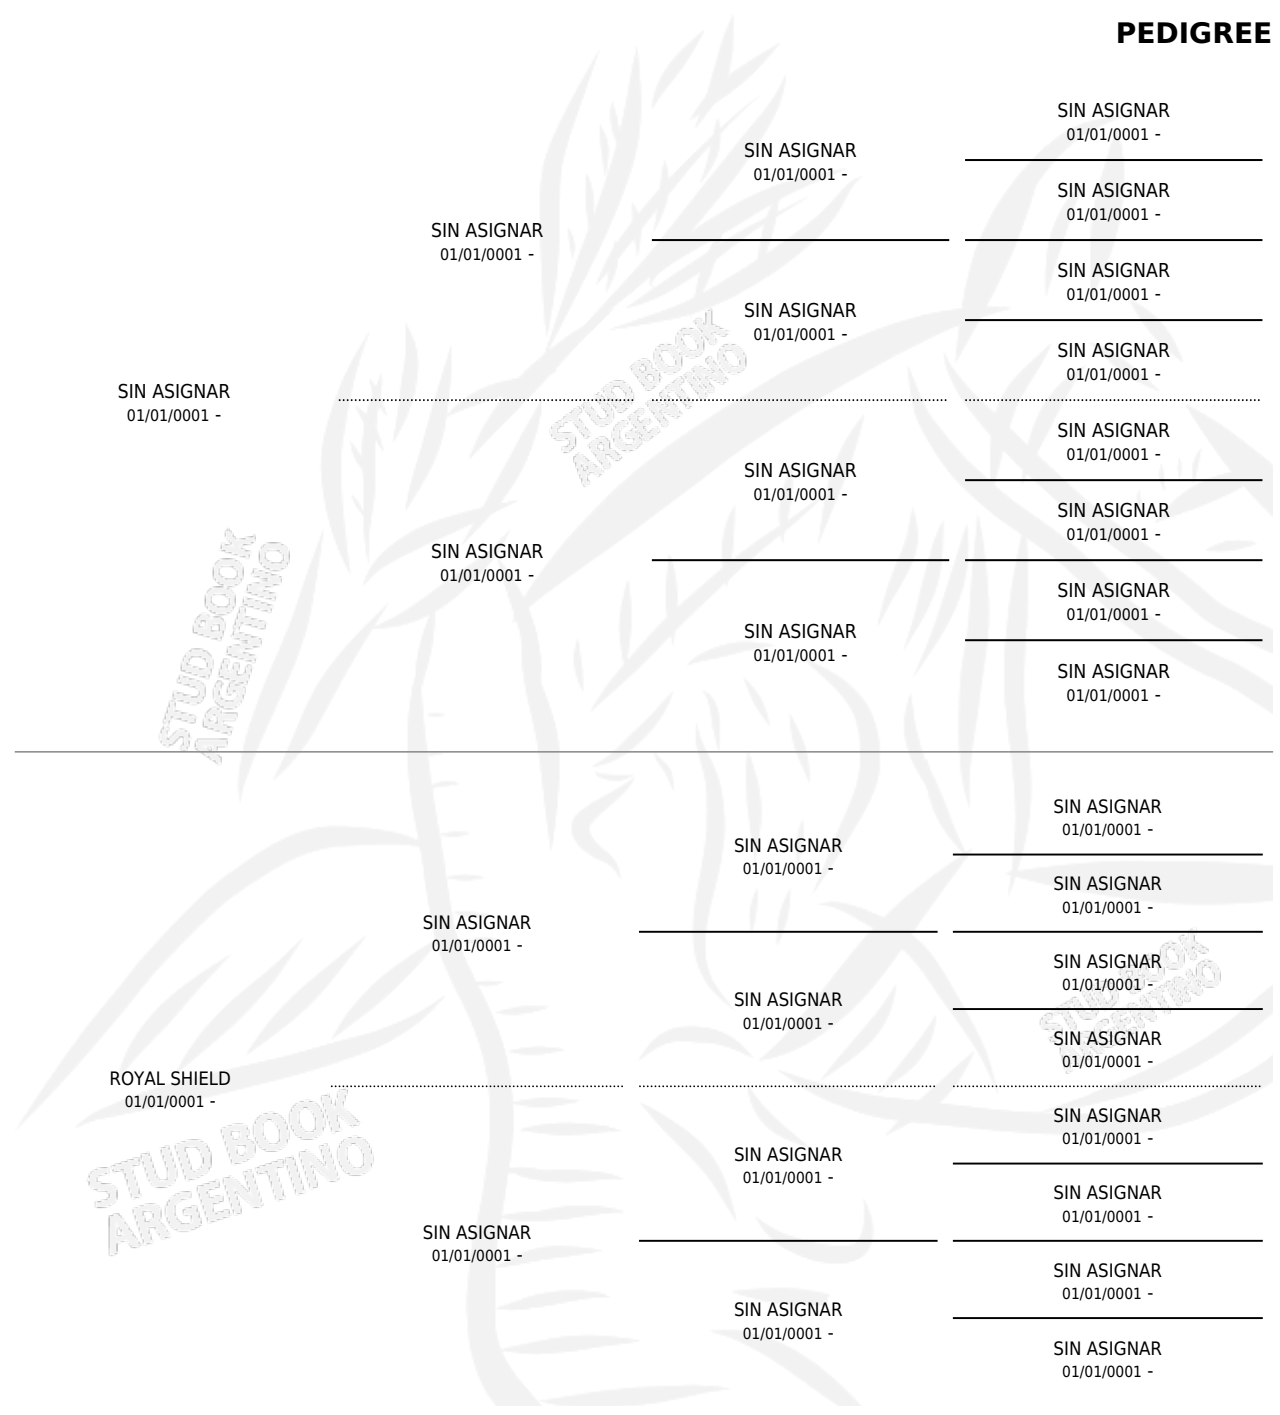 PEDIGREE
SIN ASIGNAR
01/01/0001 -
SIN ASIGNAR
01/01/0001 -
SIN ASIGNAR
01/01/0001 -
SIN ASIGNAR
01/01/0001 -
SIN ASIGNAR
01/01/0001 -
SIN ASIGNAR
01/01/0001 -
SIN ASIGNAR
01/01/0001 -
SIN ASIGNAR
01/01/0001 -
SIN ASIGNAR
01/01/0001 -
SIN ASIGNAR
01/01/0001 -
SIN ASIGNAR
01/01/0001 -
SIN ASIGNAR
01/01/0001 -
SIN ASIGNAR
01/01/0001 -
SIN ASIGNAR
01/01/0001 -
SIN ASIGNAR
01/01/0001 -
STUD BOOK
ARGENTINO
STUD BOOK
ARGENTINO
SIN ASIGNAR
01/01/0001 -
SIN ASIGNAR
01/01/0001 -
SIN ASIGNAR
01/01/0001 -
SIN ASIGNAR
01/01/0001 -
SIN ASIGNAR
01/01/0001 -
SIN ASIGNAR
01/01/0001 -
SIN ASIGNAR
01/01/0001 -
ROYAL SHIELD
01/01/0001 -
SIN ASIGNAR
01/01/0001 -
SIN ASIGNAR
01/01/0001 -
SIN ASIGNAR
01/01/0001 -
SIN ASIGNAR
01/01/0001 -
SIN ASIGNAR
01/01/0001 -
SIN ASIGNAR
01/01/0001 -
SIN ASIGNAR
01/01/0001 -
STUD BOOK
ARGENTINO
STUD BOOK
ARGENTINO